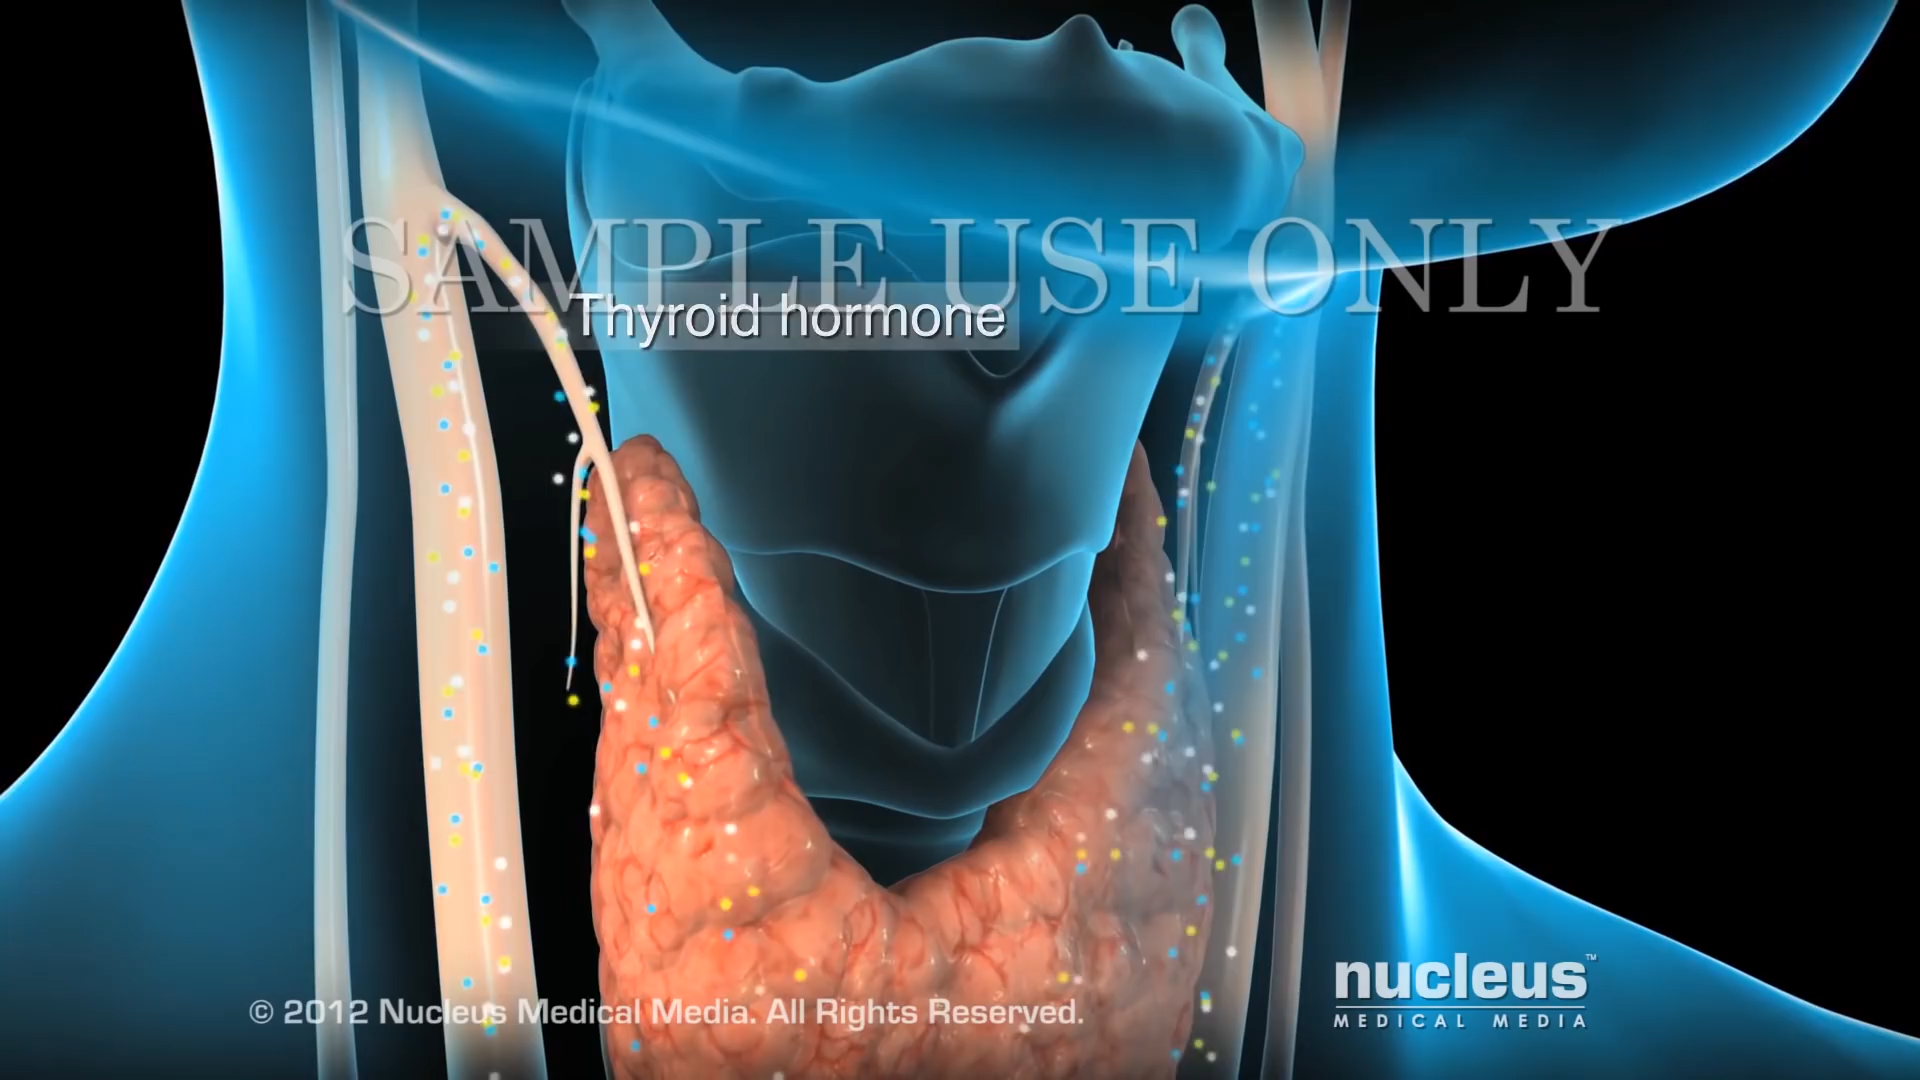 SAMPLE USE ONLY
Thyroid hormone
© 2012 Nucleus Medical Media. All Rights Reserved.
nucleus™
MEDICAL MEDIA